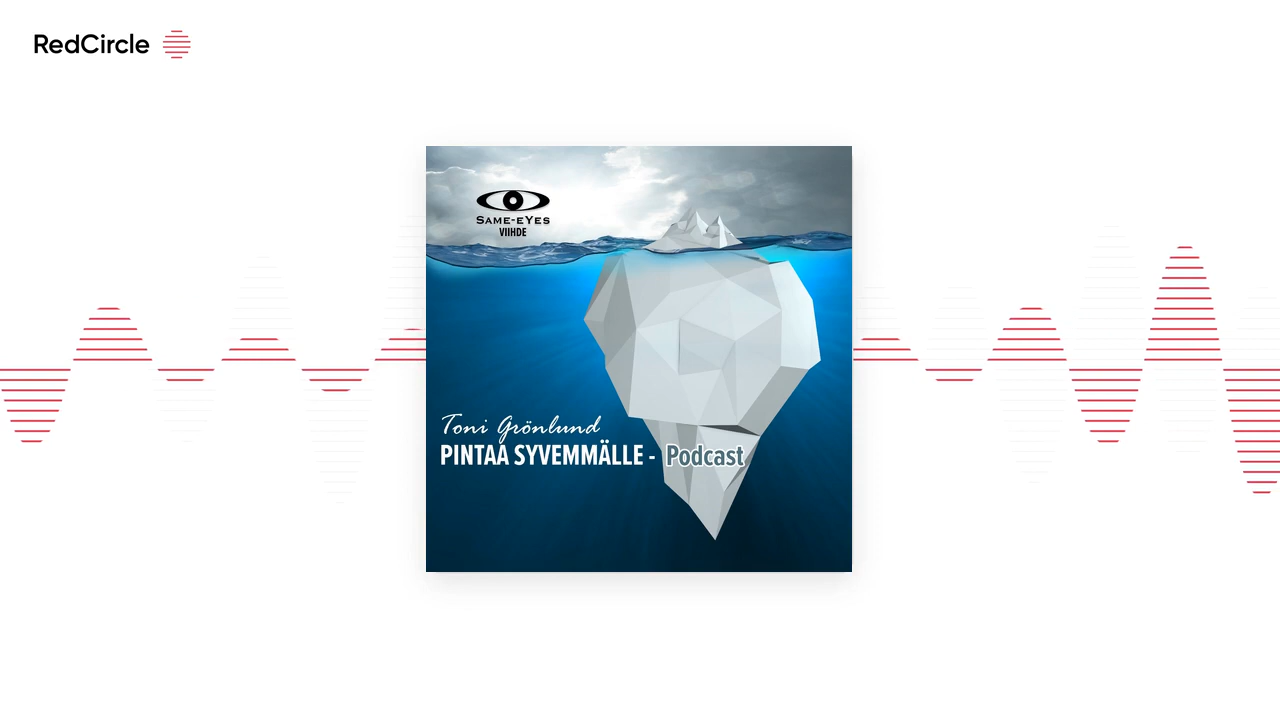 RedCircle
SAME-EYES
VIIHDE
Toni Grönlund
PINTAA SYVEMMÄLLE - Podcast